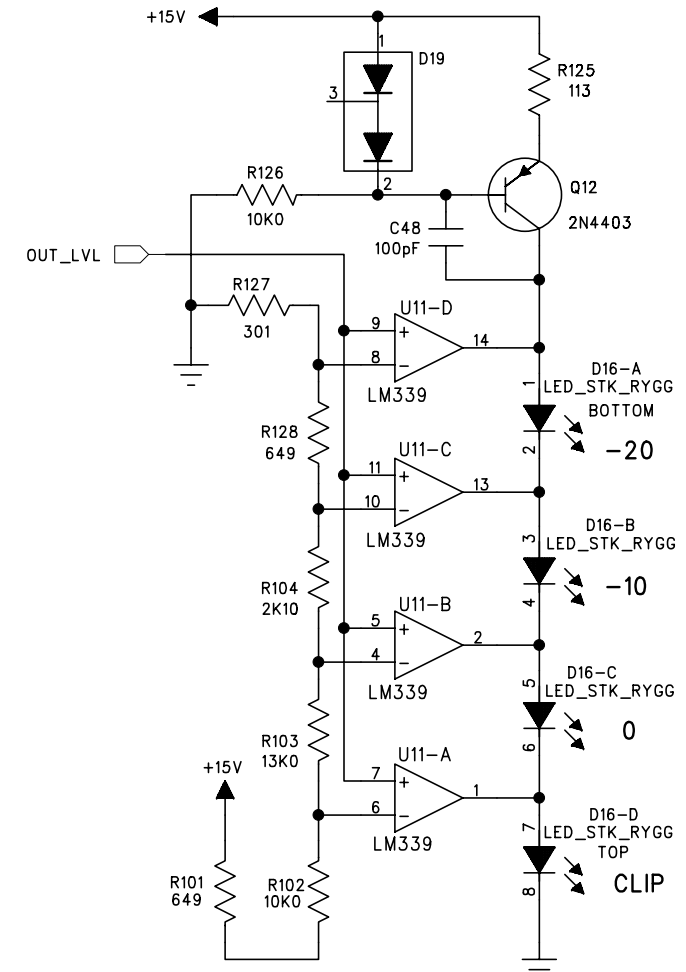 +15V
1
D19
3
R125
113
2
R126
10K0
Q12
2N4403
C48
100pF
OUT_LVL
R127
301
U11-D
9
+
14
8
−
LM339
D16-A
1
LED_STK_RYGG
BOTTOM
2
-20
R128
649
U11-C
11
+
13
10
−
LM339
D16-B
3
LED_STK_RYGG
4
-10
R104
2K10
U11-B
5
+
2
4
−
LM339
D16-C
5
LED_STK_RYGG
6
0
R103
13K0
+15V
U11-A
7
+
1
6
−
LM339
D16-D
7
LED_STK_RYGG
TOP
8
CLIP
R101
649
R102
10K0